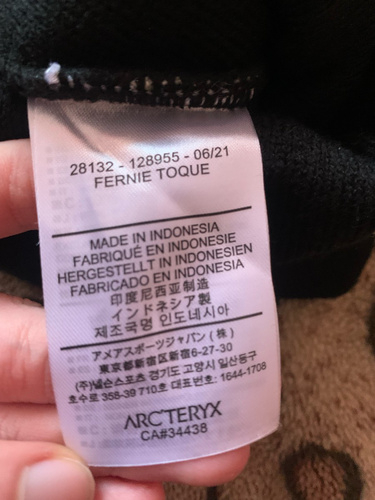 28132 - 128955 - 06/21
FERNIE TOQUE
MADE IN INDONESIA
FABRIQUÉ EN INDONESIE
HERGESTELLT IN INDONESIEN
FABRICADO EN INDONESIA
印度尼西亚制造
インドネシア製
제조국명 인도네시아
アメアスポーツジャパン (株)
東京都新宿区新宿6-27-30
(주)넬슨스포츠 경기도 고양시 일산동구
호수로 358-39 710호 대표번호: 1644-1708
ARC'TERYX
CA#34438